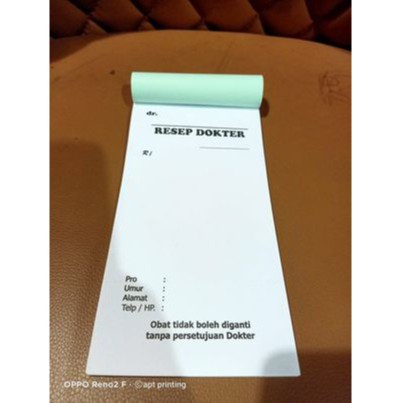 dr.
RESEP DOKTER
R/
Pro :
Umur :
Alamat :
Telp / HP. :
Obat tidak boleh diganti
tanpa persetujuan Dokter
OPPO Reno2 F · ©apt printing